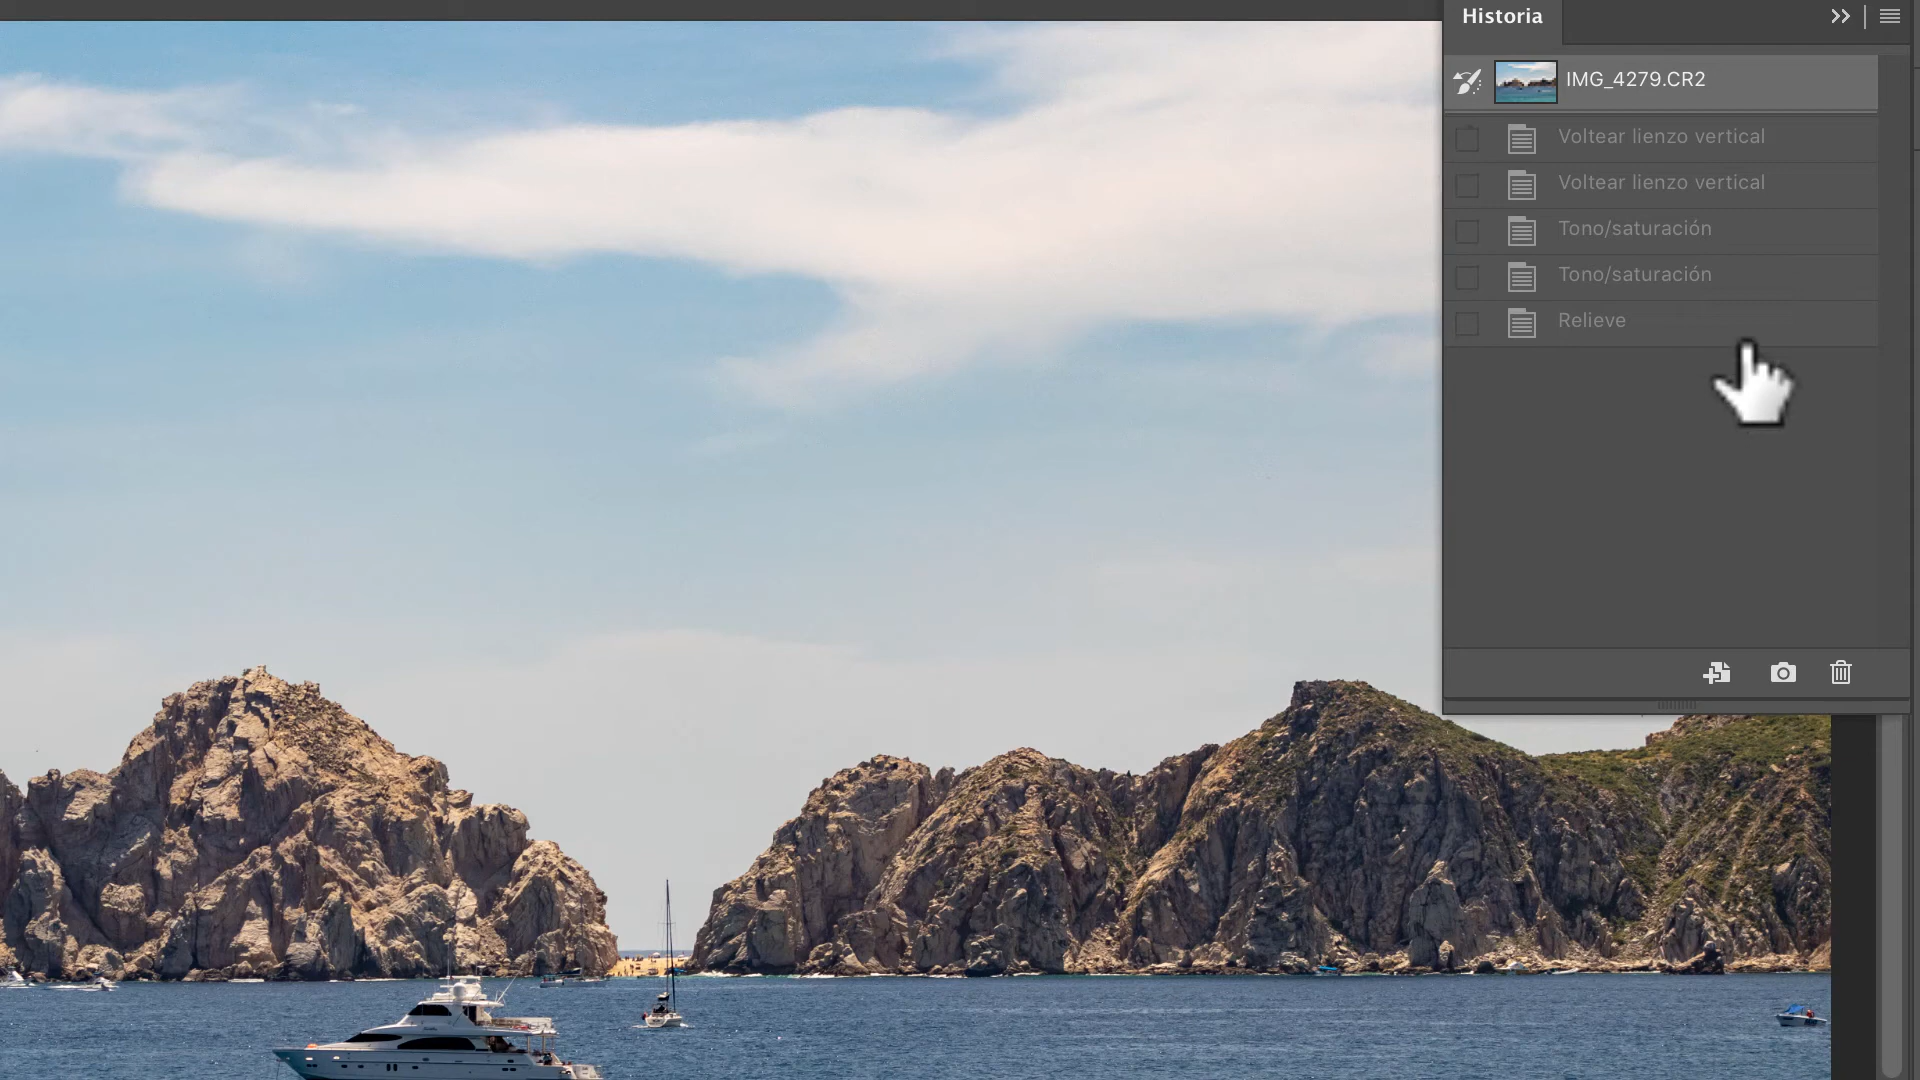 Historia
IMG_4279.CR2
Voltear lienzo vertical
Voltear lienzo vertical
Tono/saturación
Tono/saturación
Relieve